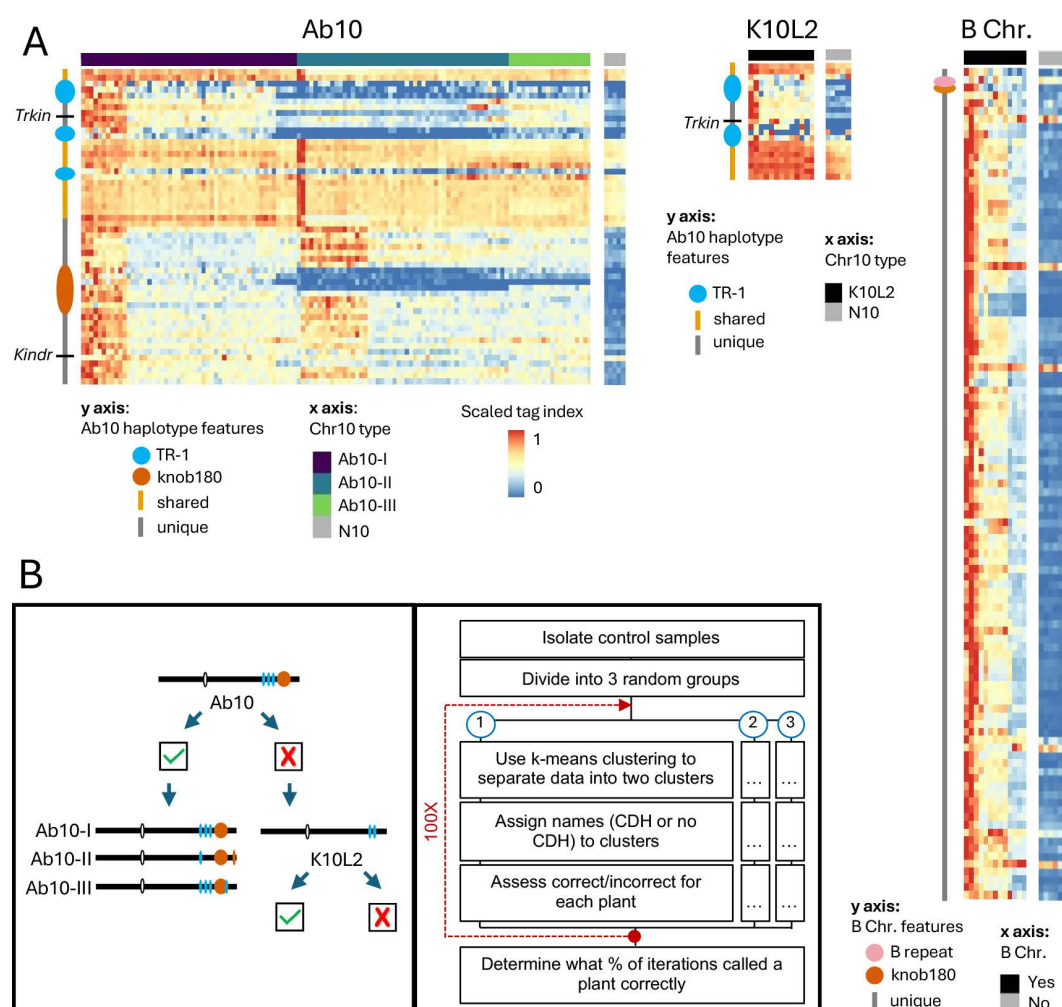 A
Ab10
K10L2
B Chr.
Trkin
Kindr
Trkin
y axis:
Ab10 haplotype features
TR-1
knob180
shared
unique
x axis:
Chr10 type
Ab10-I
Ab10-II
Ab10-III
N10
Scaled tag index
1
0
y axis:
Ab10 haplotype
features
TR-1
shared
unique
x axis:
Chr10 type
K10L2
N10
B
Ab10
Ab10-I
Ab10-II
Ab10-III
K10L2
Isolate control samples
Divide into 3 random groups
1
2
3
100X
Use k-means clustering to
separate data into two clusters
...
...
Assign names (CDH or no
CDH) to clusters
...
...
Assess correct/incorrect for
each plant
...
...
Determine what % of iterations called a
plant correctly
y axis:
B Chr. features
B repeat
knob180
unique
x axis:
B Chr.
Yes
No